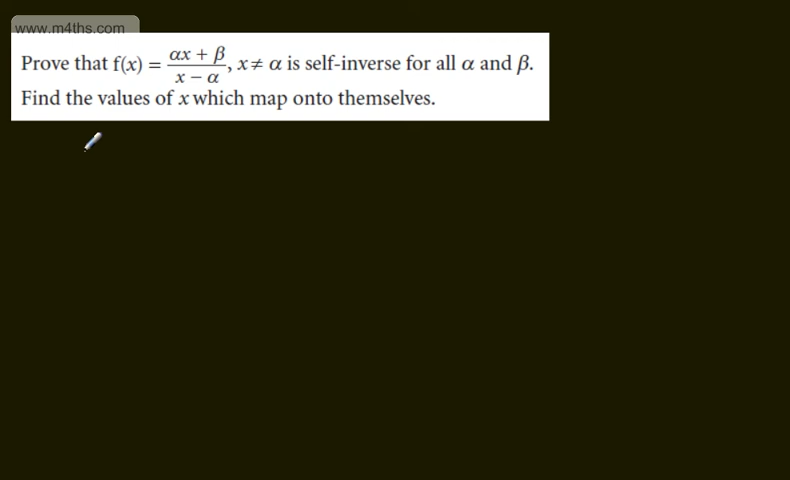 www.m4ths.com
Prove that f(x) = αx + β / x − α, x ≠ α is self-inverse for all α and β.
Find the values of x which map onto themselves.